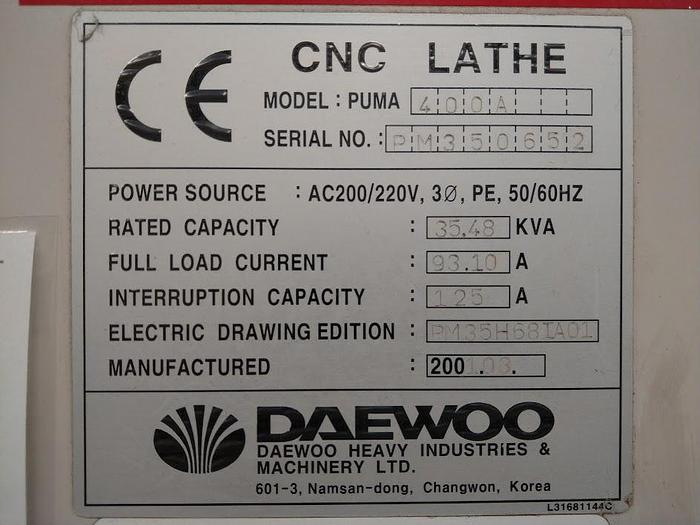 CE
CNC LATHE
MODEL : PUMA 400A
SERIAL NO. : PM350652
POWER SOURCE : AC200/220V, 3Ø, PE, 50/60HZ
RATED CAPACITY : 35.48 KVA
FULL LOAD CURRENT : 93.10 A
INTERRUPTION CAPACITY : 125 A
ELECTRIC DRAWING EDITION : PM35H68IA01
MANUFACTURED : 2001.03.
DAEWOO
DAEWOO HEAVY INDUSTRIES &
MACHINERY LTD.
601-3, Namsan-dong, Changwon, Korea
L31681144C